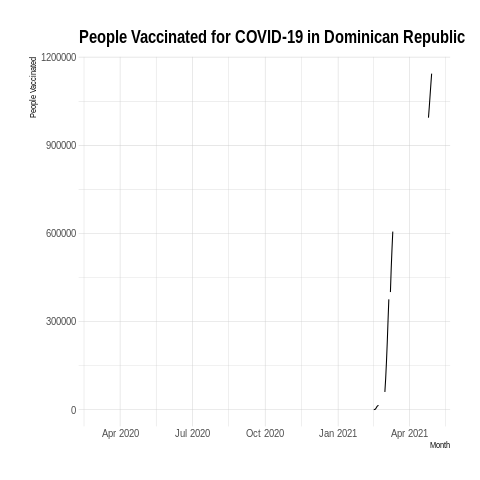 People Vaccinated for COVID-19 in Dominican Republic
People Vaccinated
1200000
900000
600000
300000
0
Apr 2020 Jul 2020 Oct 2020 Jan 2021 Apr 2021
Month